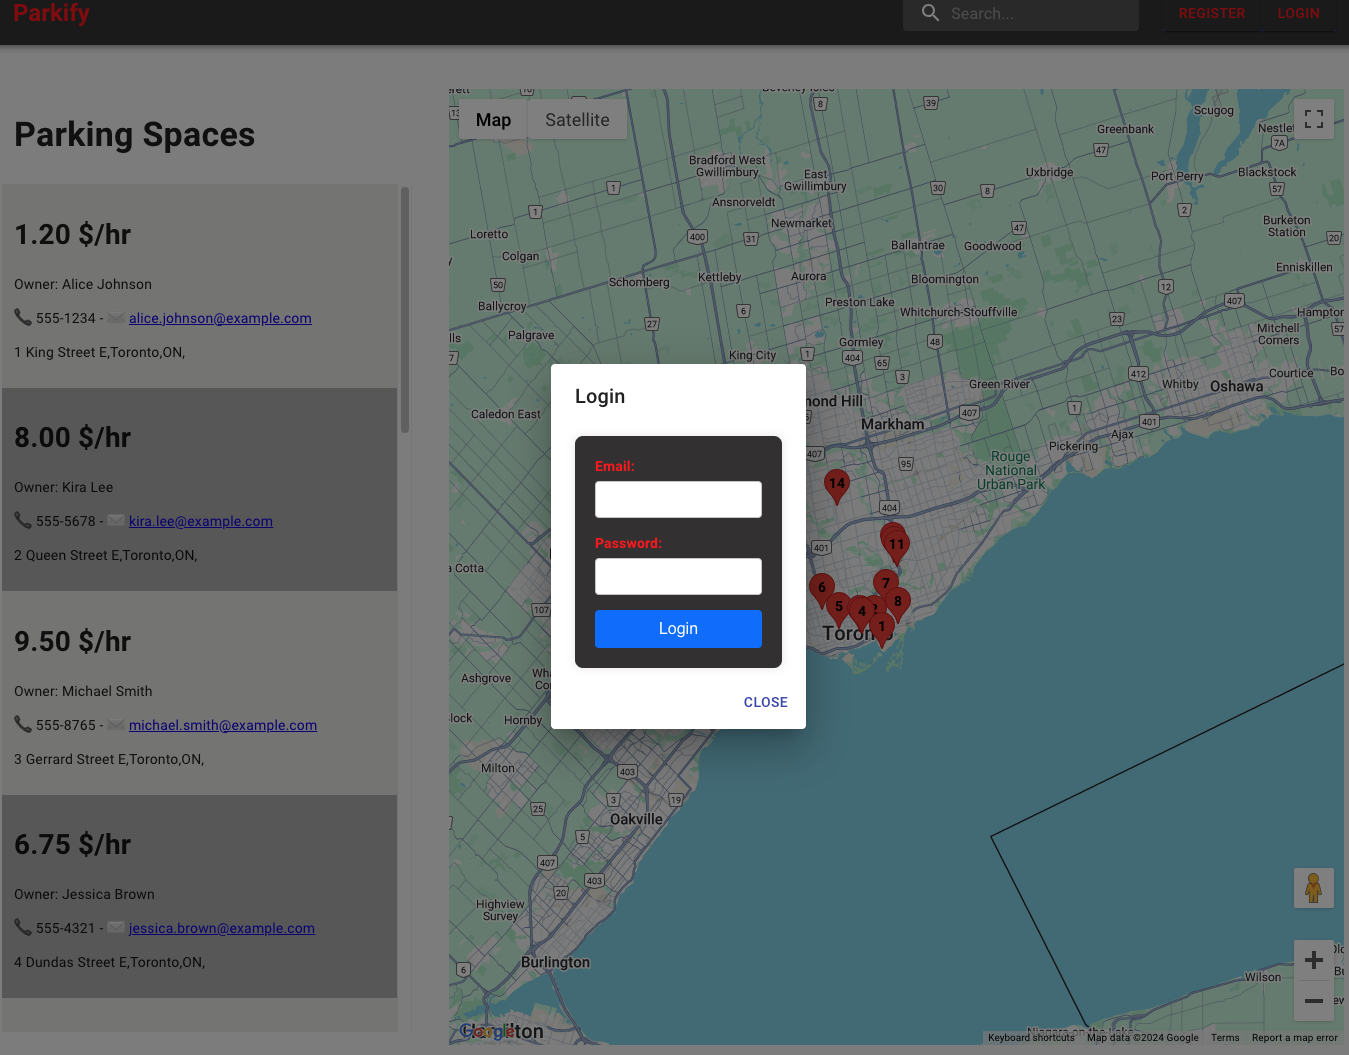 Parkify
Search...
REGISTER
LOGIN
Parking Spaces
1.20 $/hr
Owner: Alice Johnson
555-1234 - alice.johnson@example.com
1 King Street E,Toronto,ON,
8.00 $/hr
Owner: Kira Lee
555-5678 - kira.lee@example.com
2 Queen Street E,Toronto,ON,
9.50 $/hr
Owner: Michael Smith
555-8765 - michael.smith@example.com
3 Gerrard Street E,Toronto,ON,
6.75 $/hr
Owner: Jessica Brown
555-4321 - jessica.brown@example.com
4 Dundas Street E,Toronto,ON,
Map
Satellite
Scugog
Greenbank
Bradford West
Gwillimbury
East
Gwillimbury
Uxbridge
Port Perry
Blackstock
Ansnorveldt
Newmarket
Burketon
Station
Loretto
Colgan
Ballantrae
Goodwood
Enniskillen
Schomberg
Kettleby
Aurora
Bloomington
Ballycroy
Preston Lake
Whitchurch-Stouffville
Palgrave
Mitchell
Corners
King City
Gormley
Green River
Whitby
Oshawa
Courtice
Caledon East
Markham
Pickering
Ajax
Rouge
National
Urban Park
14
11
6
7
5
4
2
8
1
Toronto
Ashgrove
Hornby
Milton
Oakville
Highview
Survey
Burlington
Hamilton
Wilson
Niagara-on-the-Lake
Login
Email:
Password:
Login
CLOSE
Google
Keyboard shortcuts
Map data ©2024 Google
Terms
Report a map error